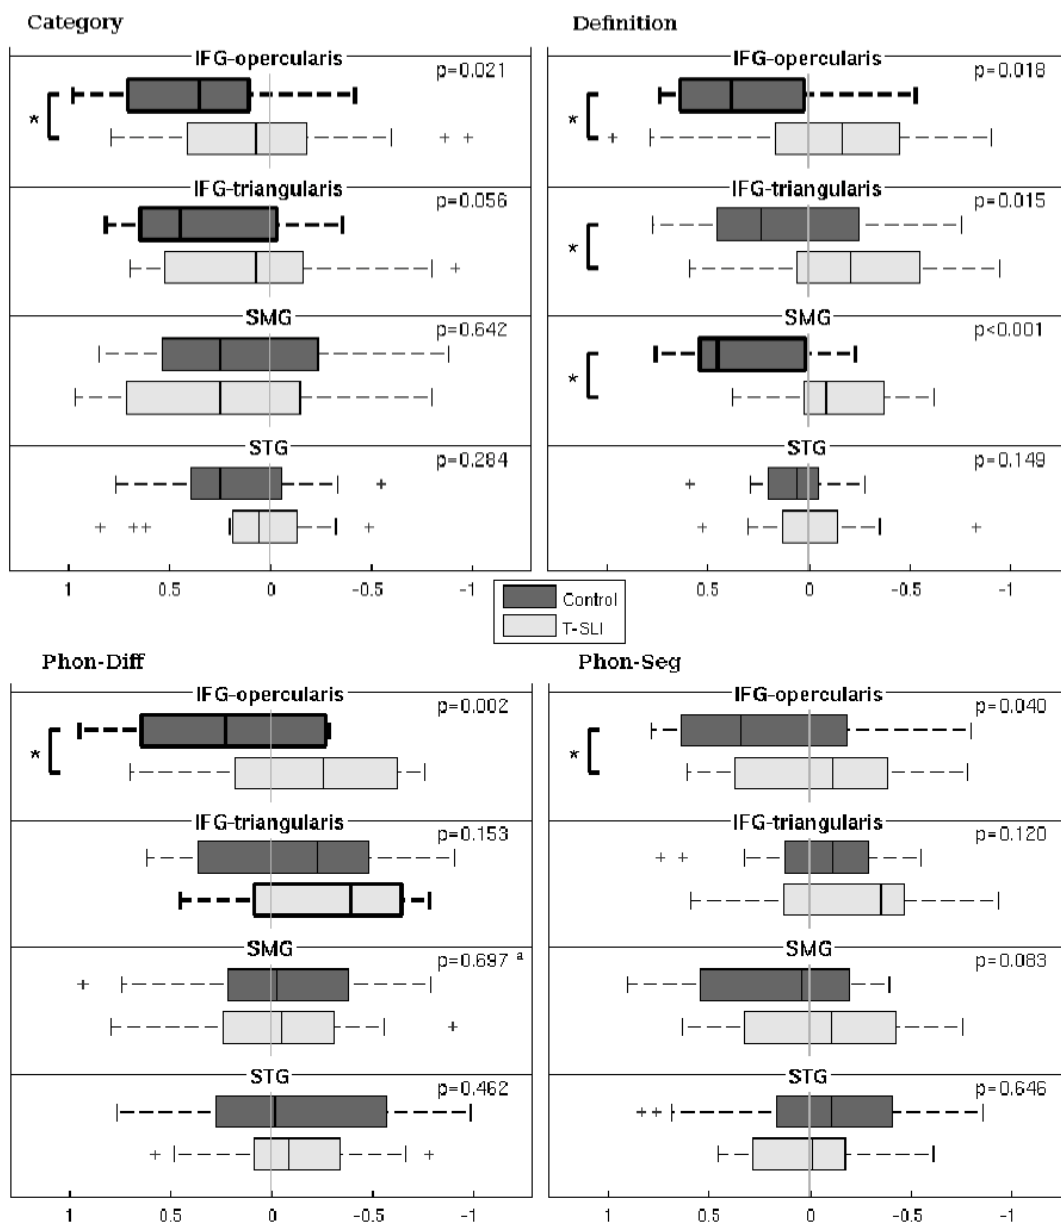 Category
IFG-opercularis
p=0.021
*
IFG-triangularis
p=0.056
SMG
p=0.642
STG
p=0.284
1 0.5 0 -0.5 -1
Definition
IFG-opercularis
p=0.018
*
IFG-triangularis
p=0.015
*
SMG
p<0.001
*
STG
p=0.149
0.5 0 -0.5 -1
Control
T-SLI
Phon-Diff
IFG-opercularis
p=0.002
*
IFG-triangularis
p=0.153
SMG
p=0.697 a
STG
p=0.462
1 0.5 0 -0.5 -1
Phon-Seg
IFG-opercularis
p=0.040
*
IFG-triangularis
p=0.120
SMG
p=0.083
STG
p=0.646
1 0.5 0 -0.5 -1